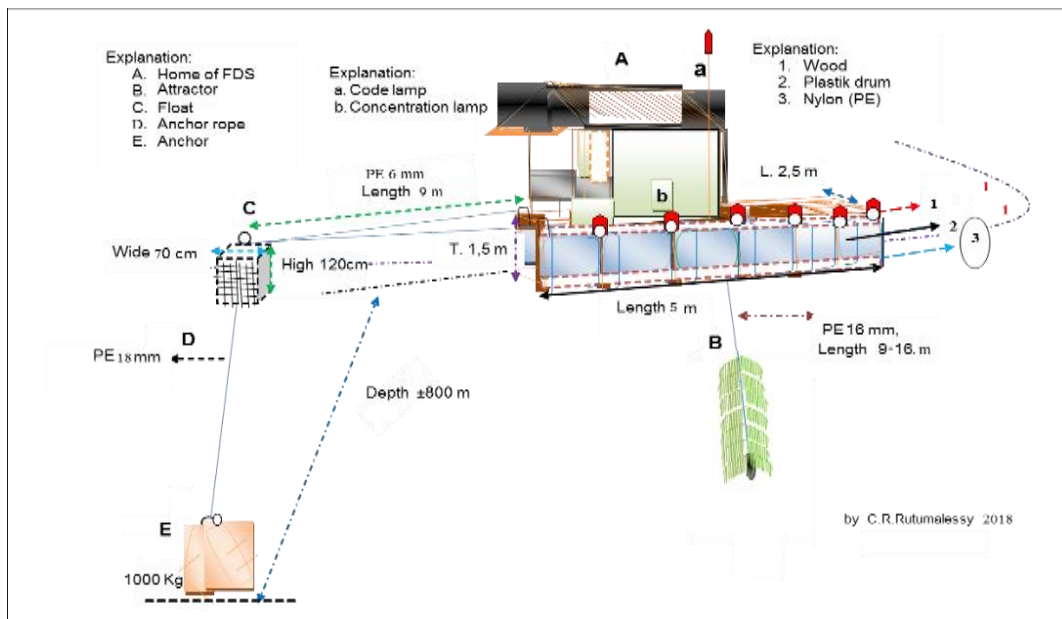 Explanation:
A. Home of FDS
B. Attractor
C. Float
D. Anchor rope
E. Anchor
Explanation:
a. Code lamp
b. Concentration lamp
A
a
Explanation:
1. Wood
2. Plastik drum
3. Nylon (PE)
PE 6 mm
Length 9 m
L. 2,5 m
b
C
1
1
1
2
3
Wide 70 cm
High 120cm
T. 1,5 m
Length 5 m
D
PE 18 mm
B
PE 16 mm,
Length 9-16. m
Depth ±800 m
E
1000 Kg
by C.R.Rutumalessy 2018